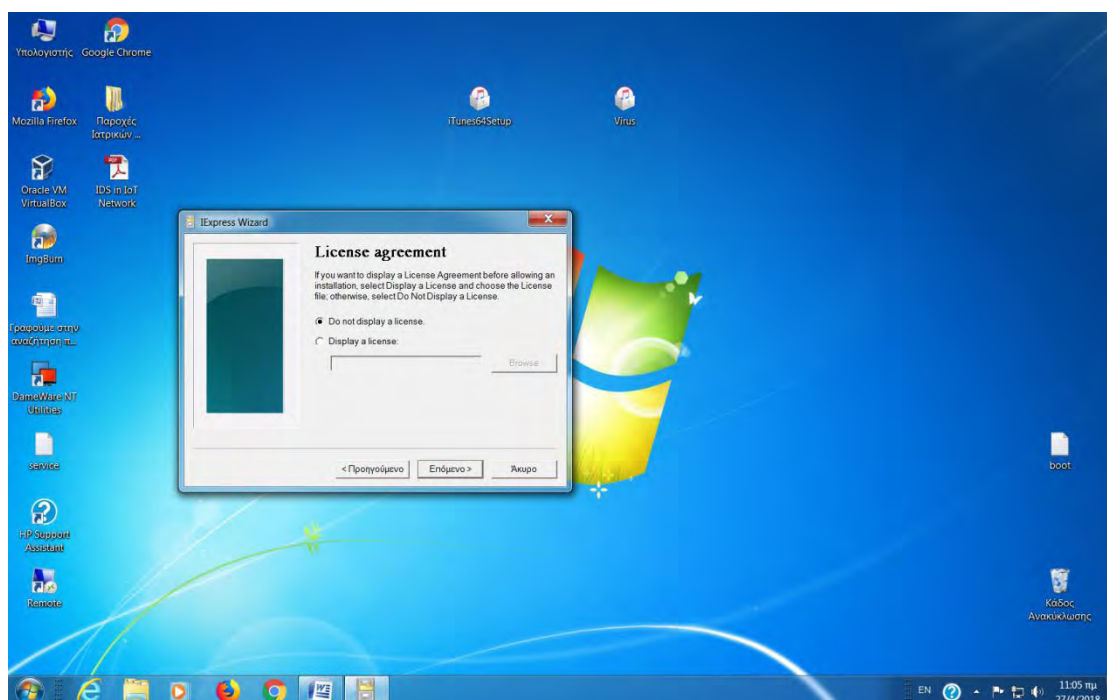 Υπολογιστής
Google Chrome
Mozilla Firefox
Παροχές
Ιατρικών ...
iTunes64Setup
Virus
Oracle VM
VirtualBox
IDS in IoT
Network
ImgBurn
Γραφουμε στην
αναζήτηση π...
DameWare NT
Utilities
service
HP Support
Assistant
Remote
IExpress Wizard
License agreement
If you want to display a License Agreement before allowing an
installation, select Display a License and choose the License
file; otherwise, select Do Not Display a License.
Do not display a license.
Display a license:
Browse
< Προηγούμενο
Επόμενο >
Άκυρο
boot
Κάδος
Ανακύκλωσης
EN
11:05 πμ
27/4/2018